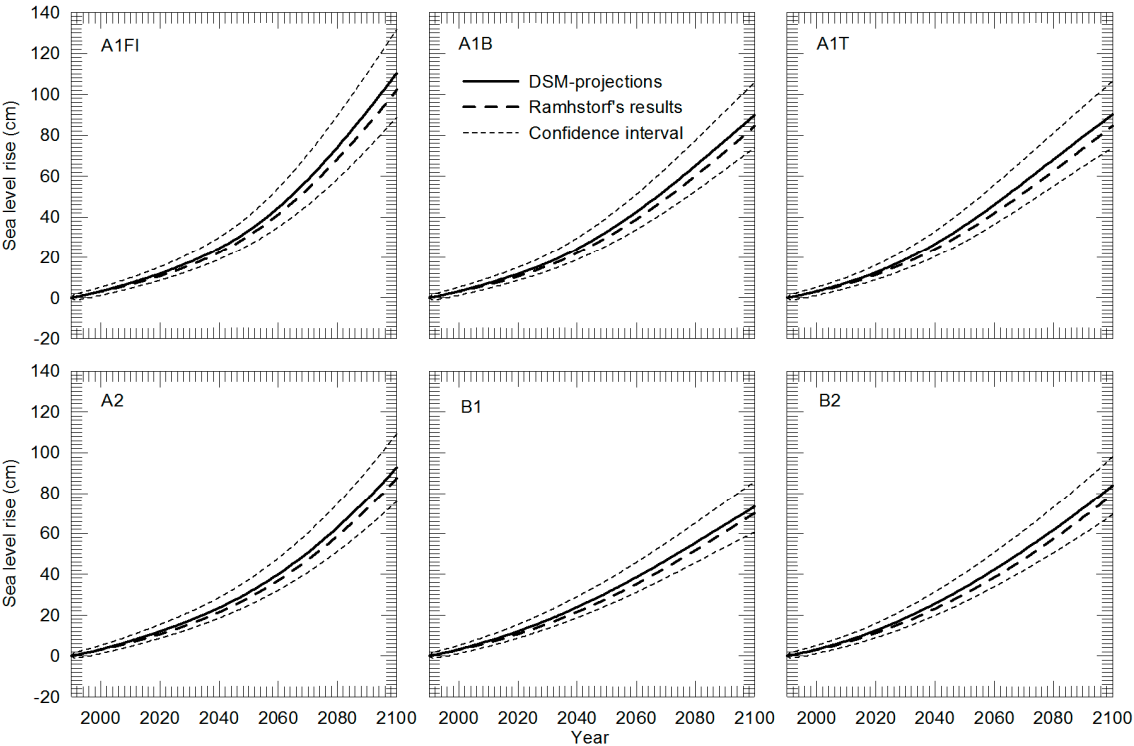 140
120
100
80
60
40
20
0
-20
Sea level rise (cm)
A1FI
A1B
DSM-projections
Ramhstorf's results
Confidence interval
A1T
140
120
100
80
60
40
20
0
-20
Sea level rise (cm)
A2
B1
B2
2000 2020 2040 2060 2080 2100
2000 2020 2040 2060 2080 2100
2000 2020 2040 2060 2080 2100
Year